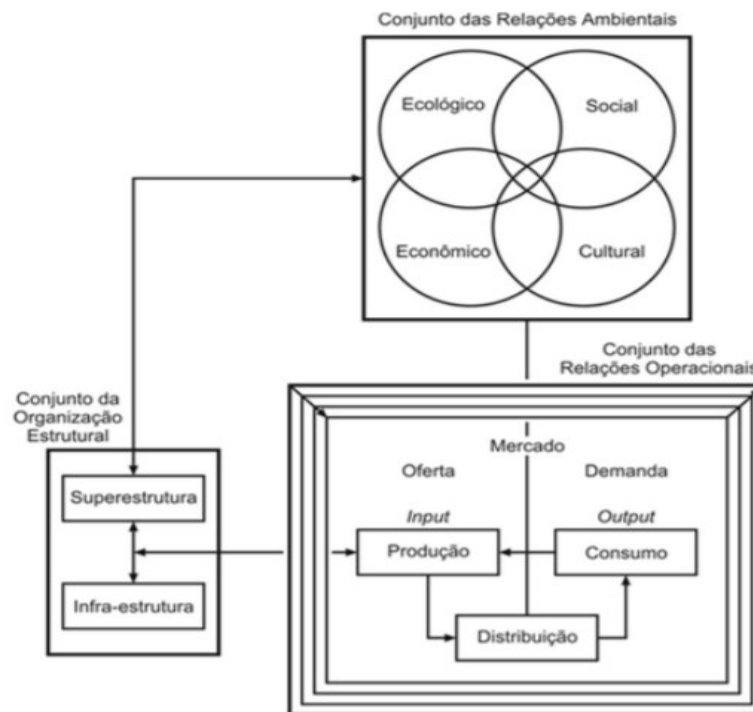 Conjunto das Relações Ambientais
Ecológico
Social
Econômico
Cultural
Conjunto das
Relações Operacionais
Conjunto da
Organização
Estrutural
Superestrutura
Infra-estrutura
Mercado
Oferta
Demanda
Input
Output
Produção
Consumo
Distribuição